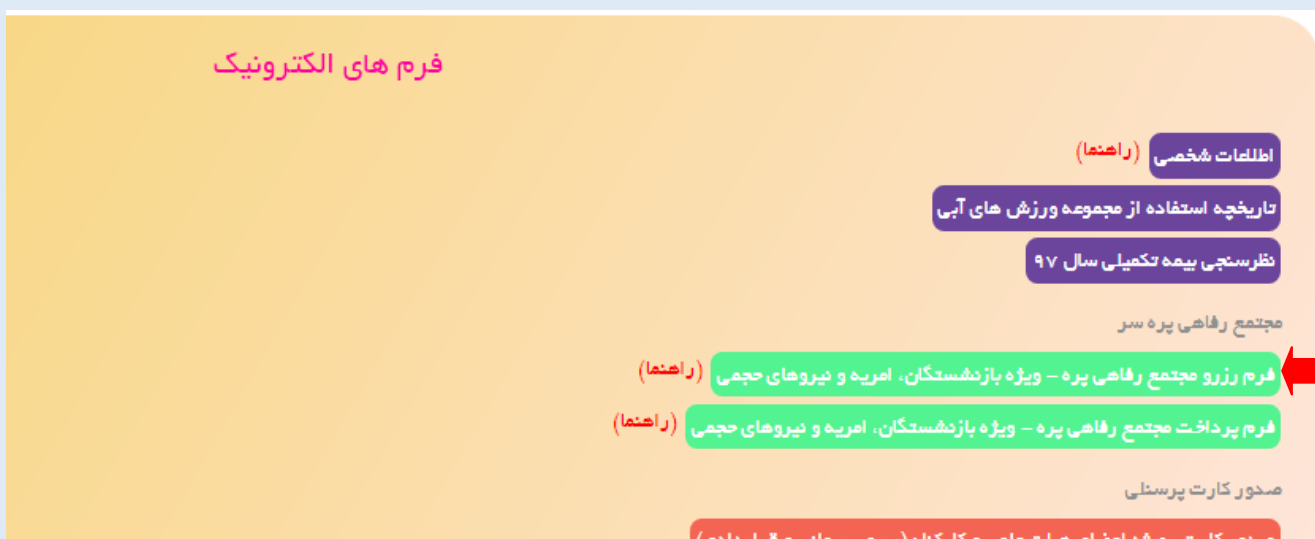 فرم های الکترونیک
اطلاعات شخصی (راهنما)
تاریخچه استفاده از مجموعه ورزش های آبی
نظرسنجی بیمه تکمیلی سال ۹۷
مجتمع رفاهی پره سر
فرم رزرو مجتمع رفاهی پره – ویژه بازنشستگان، امریه و نیروهای حجمی (راهنما)
فرم پرداخت مجتمع رفاهی پره – ویژه بازنشستگان، امریه و نیروهای حجمی (راهنما)
صدور کارت پرسنلی